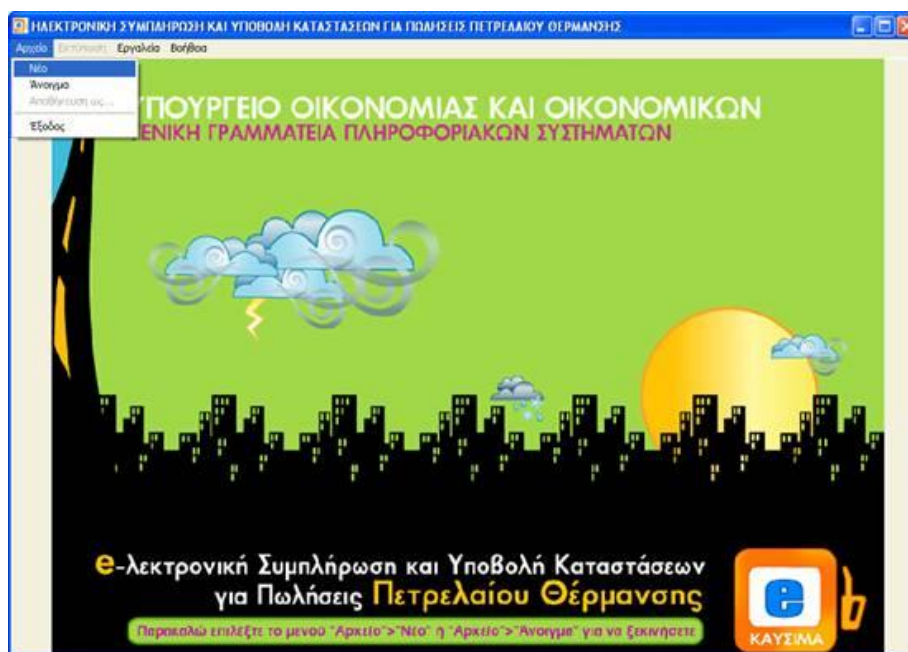 ΗΛΕΚΤΡΟΝΙΚΗ ΣΥΜΠΛΗΡΩΣΗ ΚΑΙ ΥΠΟΒΟΛΗ ΚΑΤΑΣΤΑΣΕΩΝ ΓΙΑ ΠΩΛΗΣΕΙΣ ΠΕΤΡΕΛΑΙΟΥ ΘΕΡΜΑΝΣΗΣ
Αρχείο Εκτύπωση Εργαλεία Βοήθεια
Νέο
Άνοιγμα
Αποθήκευση ως...
Έξοδος
ΥΠΟΥΡΓΕΙΟ ΟΙΚΟΝΟΜΙΑΣ ΚΑΙ ΟΙΚΟΝΟΜΙΚΩΝ
ΕΝΙΚΗ ΓΡΑΜΜΑΤΕΙΑ ΠΛΗΡΟΦΟΡΙΑΚΩΝ ΣΥΣΤΗΜΑΤΩΝ
e-λεκτρονική Συμπλήρωση και Υποβολή Καταστάσεων
για Πωλήσεις Πετρελαίου Θέρμανσης
Παρακαλώ επιλέξτε το μενού "Αρχείο">"Νέο" ή "Αρχείο">"Άνοιγμα" για να ξεκινήσετε
e
ΚΑΥΣΙΜΑ